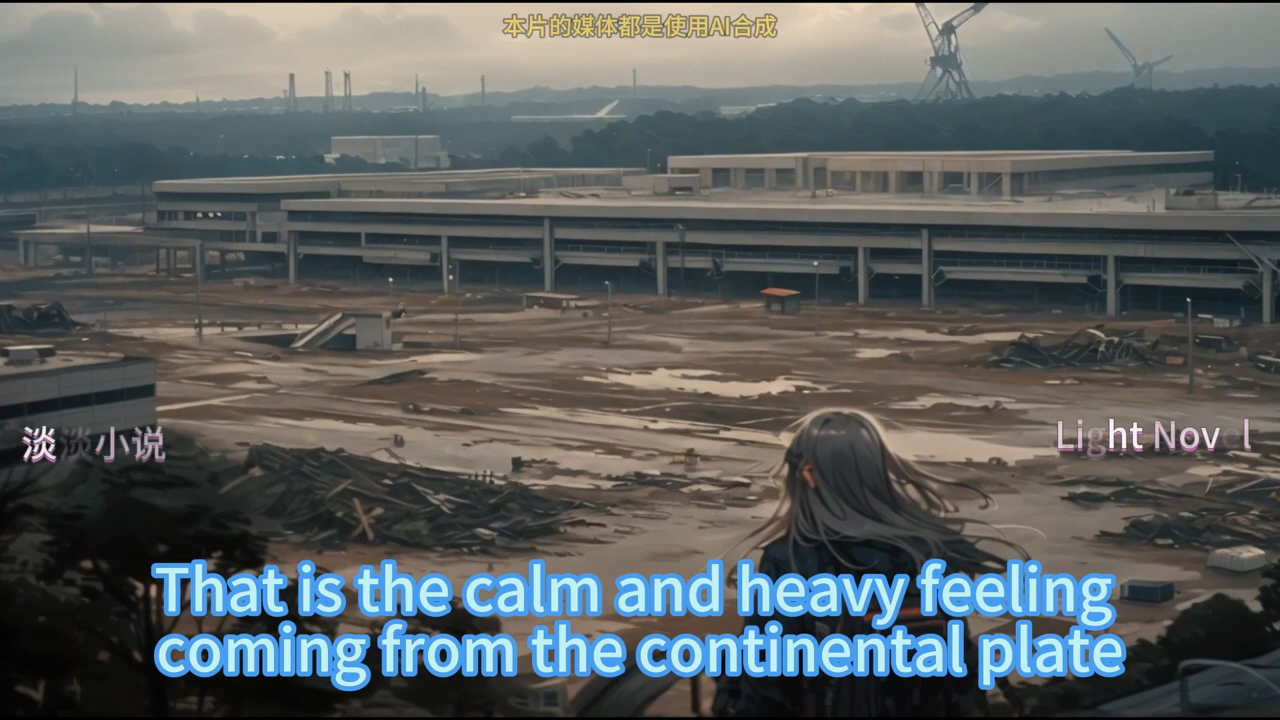 本片的媒体都是使用AI合成
淡淡小说
Light Nov l
That is the calm and heavy feeling
coming from the continental plate